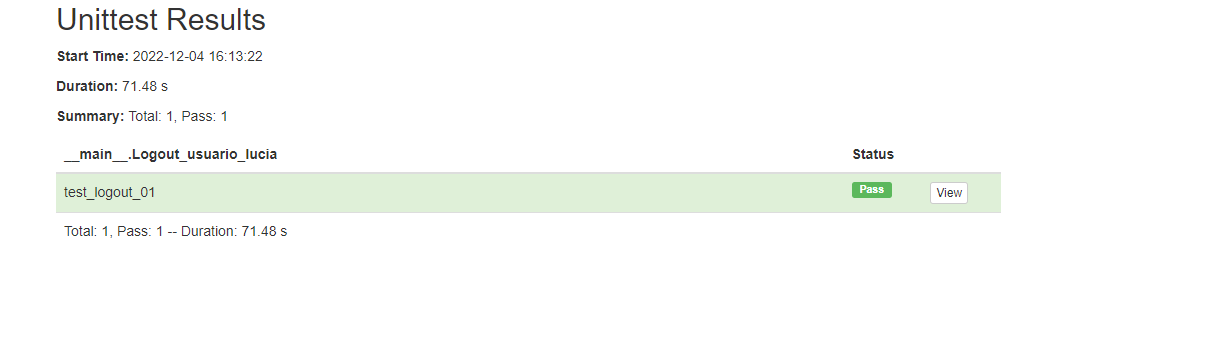 Unittest Results
Start Time: 2022-12-04 16:13:22
Duration: 71.48 s
Summary: Total: 1, Pass: 1
__main__.Logout_usuario_lucia Status
test_logout_01 Pass View
Total: 1, Pass: 1 -- Duration: 71.48 s